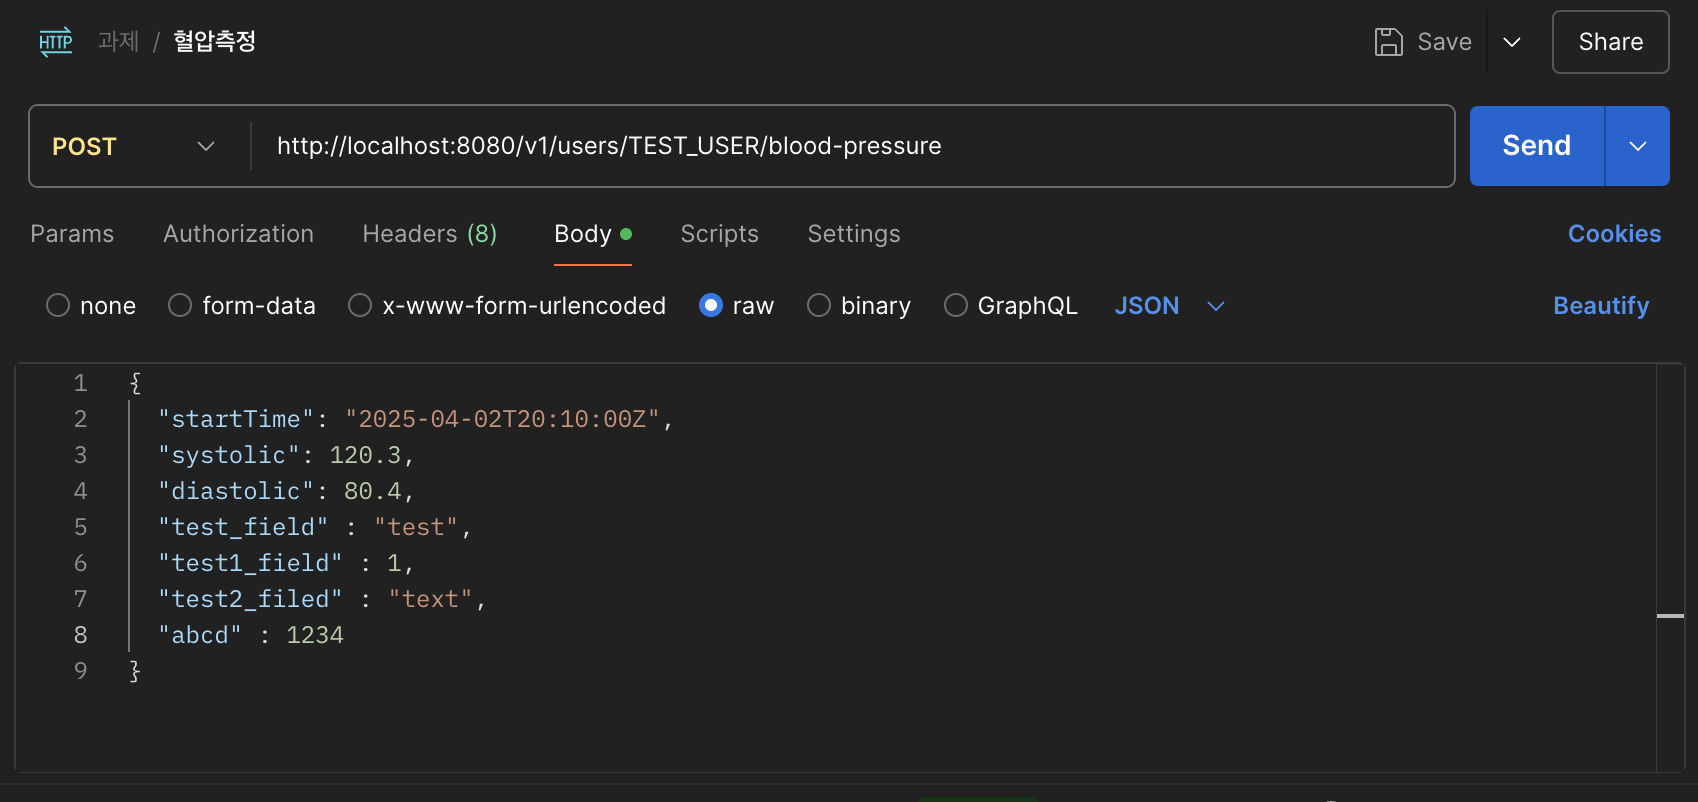 HTTP 과제 / 혈압측정 Save Share
POST http://localhost:8080/v1/users/TEST_USER/blood-pressure Send
Params Authorization Headers (8) Body Scripts Settings Cookies
none form-data x-www-form-urlencoded raw binary GraphQL JSON Beautify
1 {
2 "startTime": "2025-04-02T20:10:00Z",
3 "systolic": 120.3,
4 "diastolic": 80.4,
5 "test_field" : "test",
6 "test1_field" : 1,
7 "test2_filed" : "text",
8 "abcd" : 1234
9 }